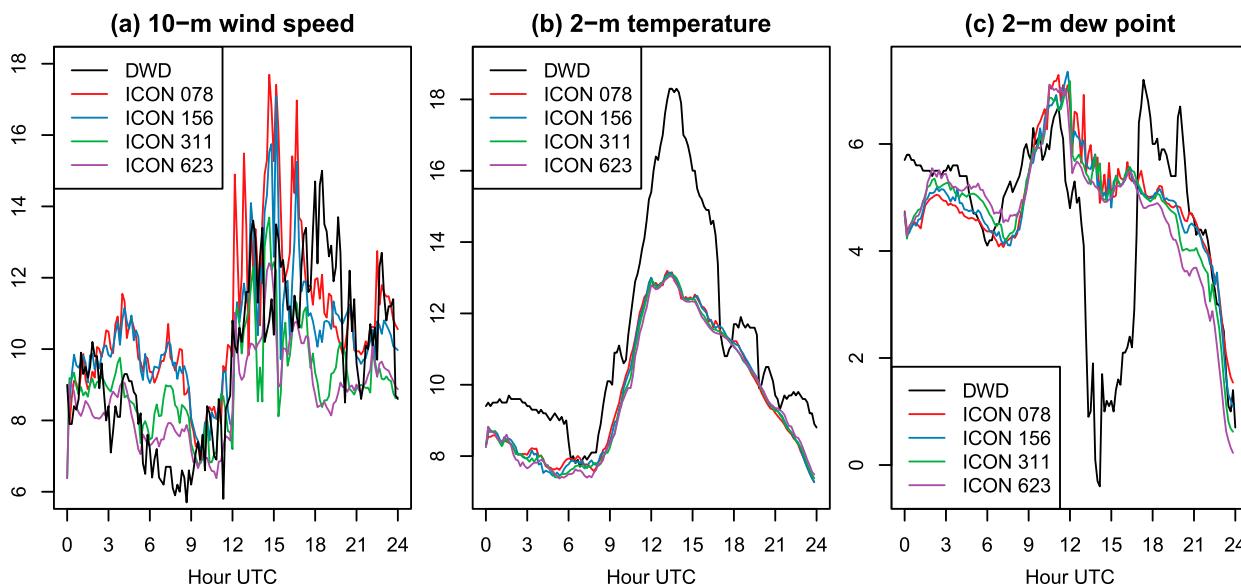 (a) 10−m wind speed
18
16
14
12
10
8
6
DWD
ICON 078
ICON 156
ICON 311
ICON 623
0 3 6 9 12 15 18 21 24
Hour UTC
(b) 2−m temperature
18
16
14
12
10
8
DWD
ICON 078
ICON 156
ICON 311
ICON 623
0 3 6 9 12 15 18 21 24
Hour UTC
(c) 2−m dew point
6
4
2
0
DWD
ICON 078
ICON 156
ICON 311
ICON 623
0 3 6 9 12 15 18 21 24
Hour UTC